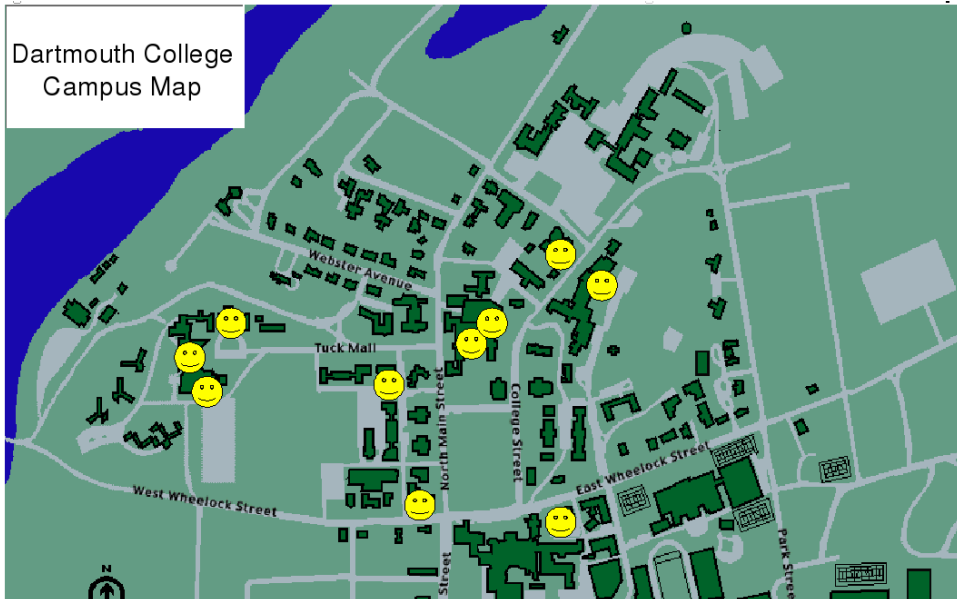 Dartmouth College
Campus Map
Webster Avenue
Tuck Mall
North Main Street
College Street
East Wheelock Street
West Wheelock Street
Street
Park Stree
N